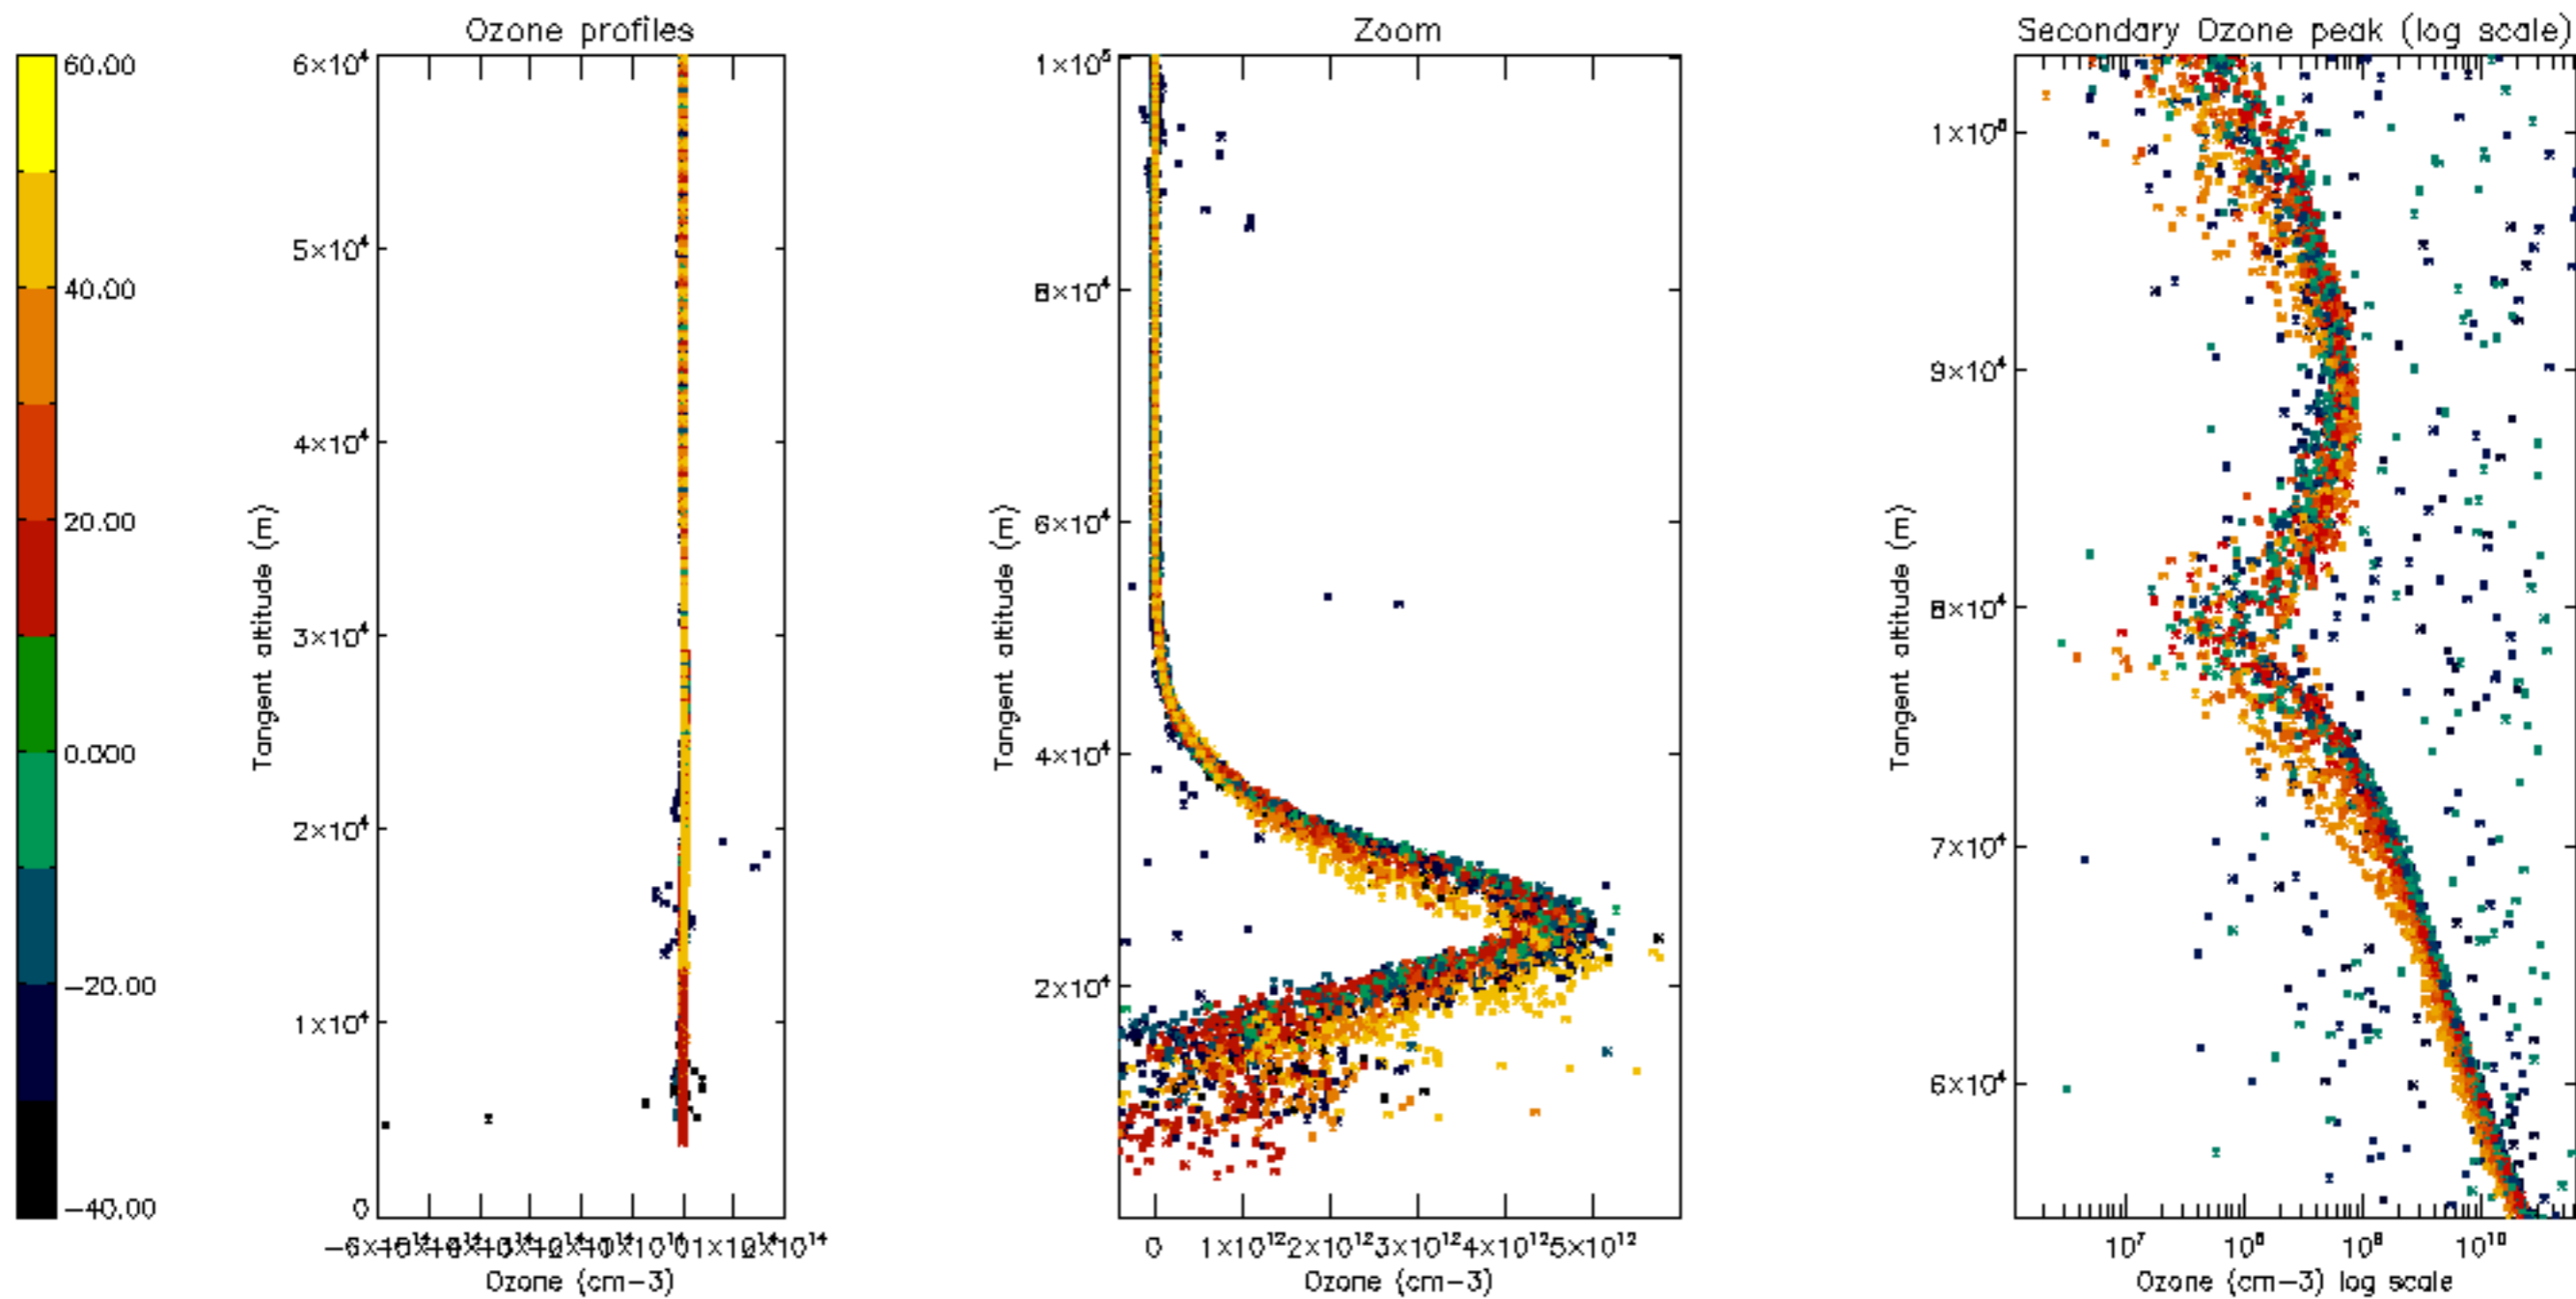 Ozone profiles
Zoom
Secondary Ozone peak (log scale)
60.00
40.00
20.00
0.000
−20.00
−40.00
6×10⁴
5×10⁴
4×10⁴
3×10⁴
2×10⁴
1×10⁴
0
Tangent altitude (m)
Ozone (cm−3)
1×10⁵
8×10⁴
6×10⁴
4×10⁴
2×10⁴
Tangent altitude (m)
0 1×10¹² 2×10¹² 3×10¹² 4×10¹² 5×10¹²
Ozone (cm−3)
1×10⁵
9×10⁴
8×10⁴
7×10⁴
6×10⁴
Tangent altitude (m)
10⁷ 10⁸ 10⁹ 10¹⁰
Ozone (cm−3) log scale